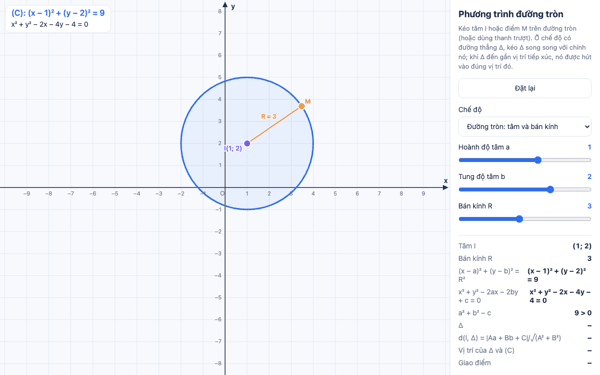 (C): (x − 1)² + (y − 2)² = 9
x² + y² − 2x − 4y − 4 = 0
y
8
7
6
5
4
3
2
1
−1
−2
−3
−4
−5
−6
−7
−8
−9 −8 −7 −6 −5 −4 −3 −2 −1 O 1 2 3 4 5 6 7 8 9
x
M
R = 3
I(1; 2)
Phương trình đường tròn
Kéo tâm I hoặc điểm M trên đường tròn
(hoặc dùng thanh trượt). Ở chế độ có
đường thẳng Δ, kéo Δ song song với chính
nó; khi Δ đến gần vị trí tiếp xúc, nó được hút
vào đúng vị trí đó.
Đặt lại
Chế độ
Đường tròn: tâm và bán kính
Hoành độ tâm a 1
Tung độ tâm b 2
Bán kính R 3
Tâm I (1; 2)
Bán kính R 3
(x − a)² + (y − b)² = R² (x − 1)² + (y − 2)² = 9
x² + y² − 2ax − 2by + c = 0 x² + y² − 2x − 4y − 4 = 0
a² + b² − c 9 > 0
Δ –
d(I, Δ) = |Aa + Bb + C|/√(A² + B²) –
Vị trí của Δ và (C) –
Giao điểm –